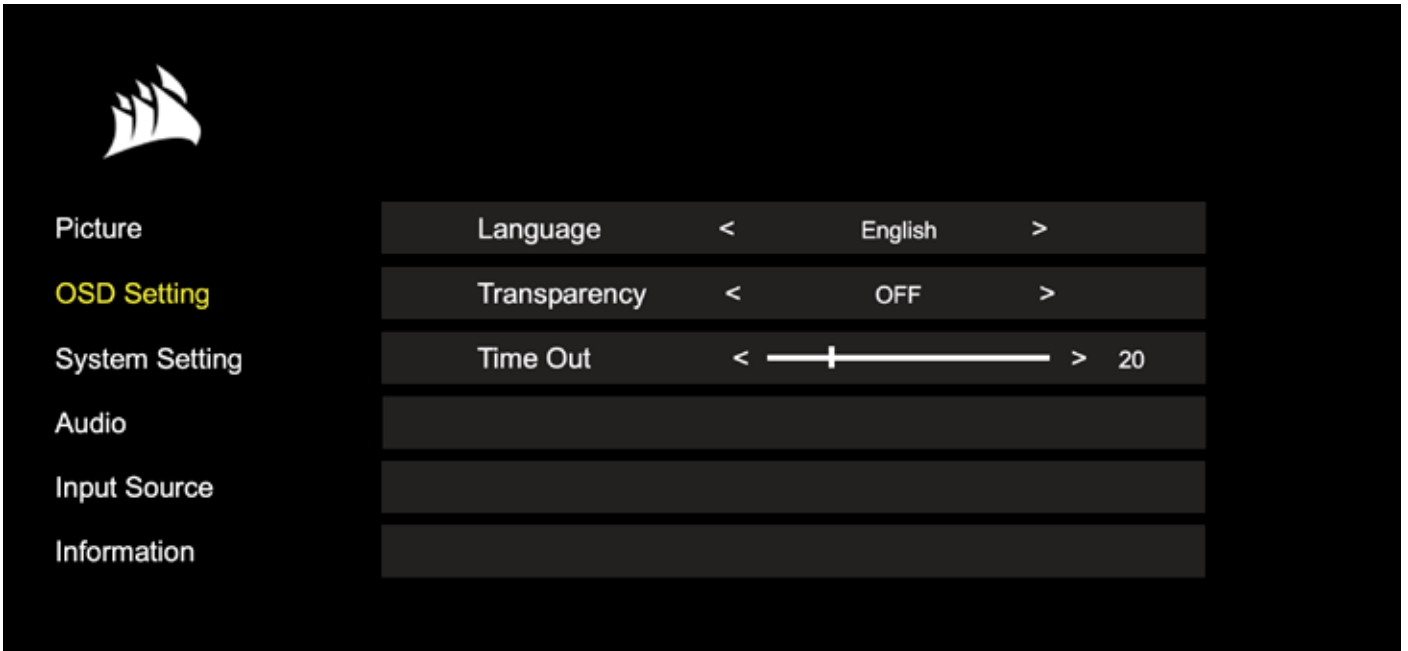 Picture Language < English >
OSD Setting Transparency < OFF >
System Setting Time Out < > 20
Audio
Input Source
Information